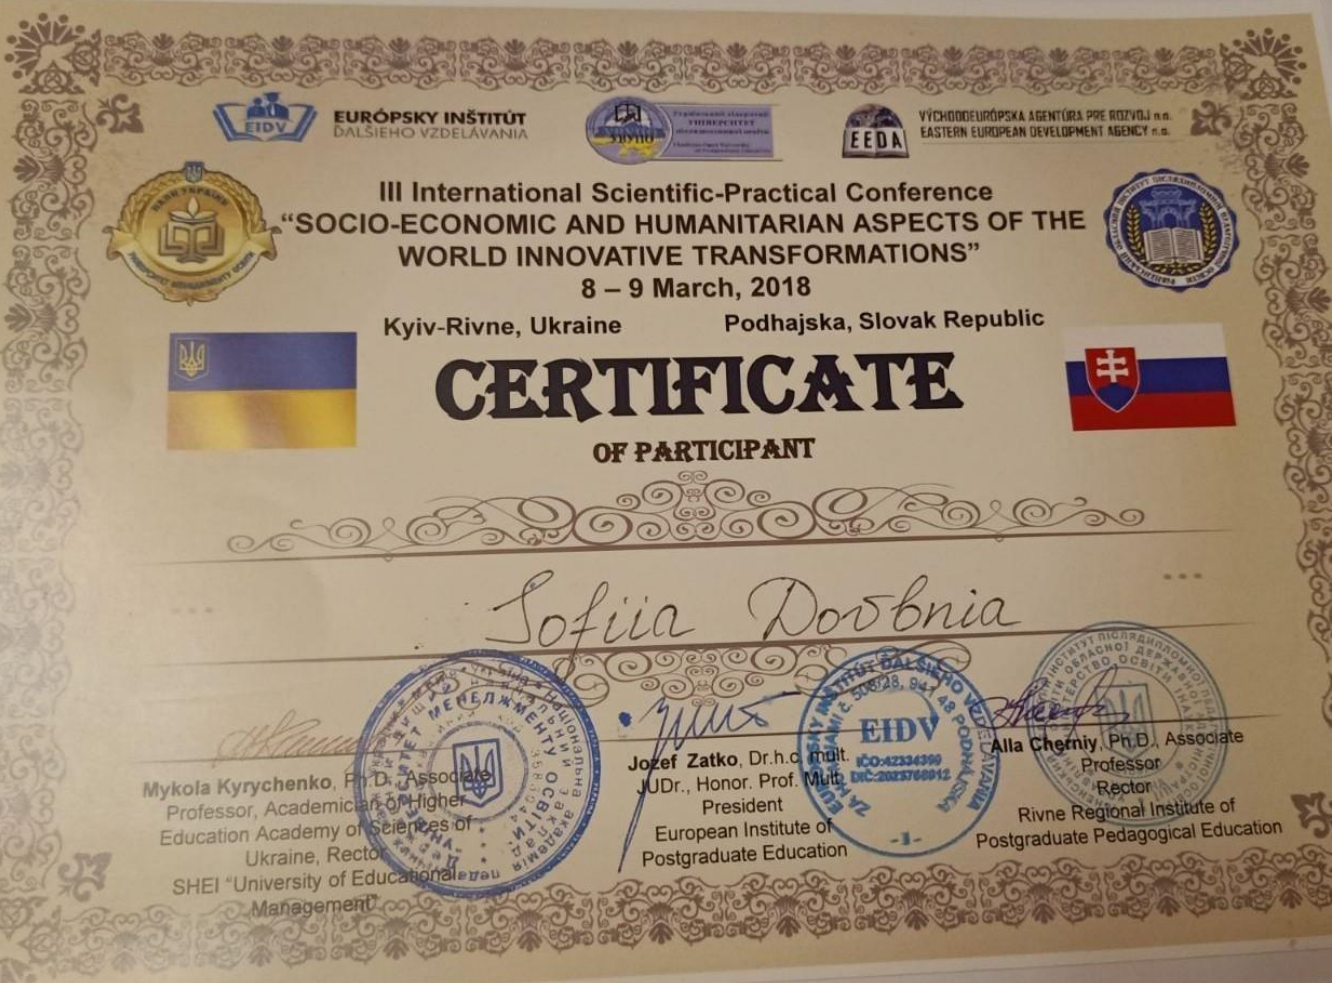 EIDV
EURÓPSKY INŠTITÚT
ĎALŠIEHO VZDELÁVANIA
EEDA
VÝCHODOEURÓPSKA AGENTÚRA PRE ROZVOJ n.o.
EASTERN EUROPEAN DEVELOPMENT AGENCY n.o.
III International Scientific-Practical Conference
“SOCIO-ECONOMIC AND HUMANITARIAN ASPECTS OF THE
WORLD INNOVATIVE TRANSFORMATIONS”
8 – 9 March, 2018
Kyiv-Rivne, Ukraine
Podhajska, Slovak Republic
CERTIFICATE
OF PARTICIPANT
Sofiia Dovbnia
Mykola Kyrychenko, Ph.D., Associate
Professor, Academician of Higher
Education Academy of Sciences of
Ukraine, Rector
SHEI “University of Educational
Management”
Jozef Zatko, Dr.h.c. mult.
JUDr., Honor. Prof. Mult.
President
European Institute of
Postgraduate Education
EIDV
IČO:42334390
-1-
Alla Cherniy, Ph.D., Associate
Professor
Rector
Rivne Regional Institute of
Postgraduate Pedagogical Education